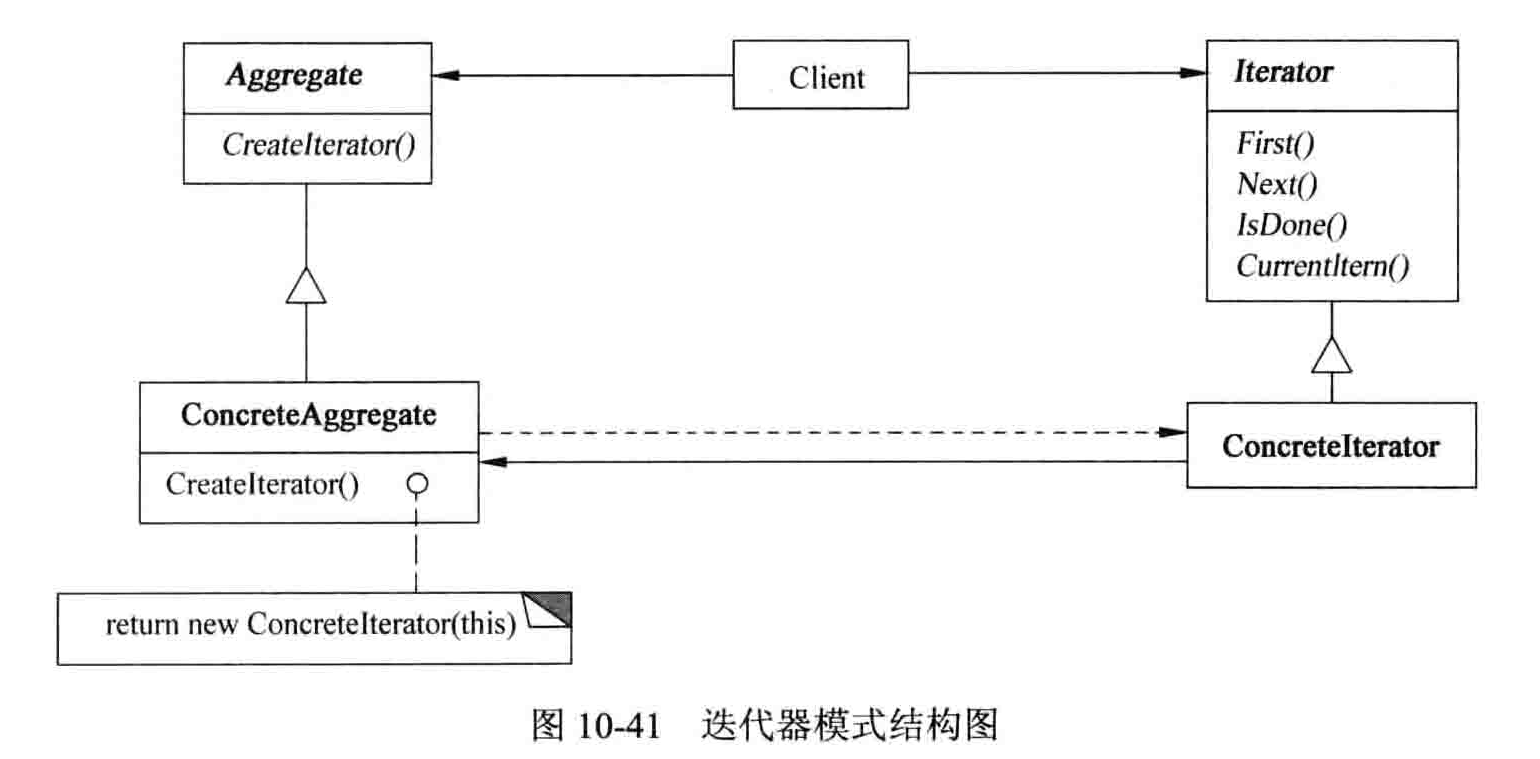 Aggregate
CreateIterator()
Client
Iterator
First()
Next()
IsDone()
CurrentItern()
ConcreteAggregate
CreateIterator()
ConcreteIterator
return new ConcreteIterator(this)
图 10-41 迭代器模式结构图